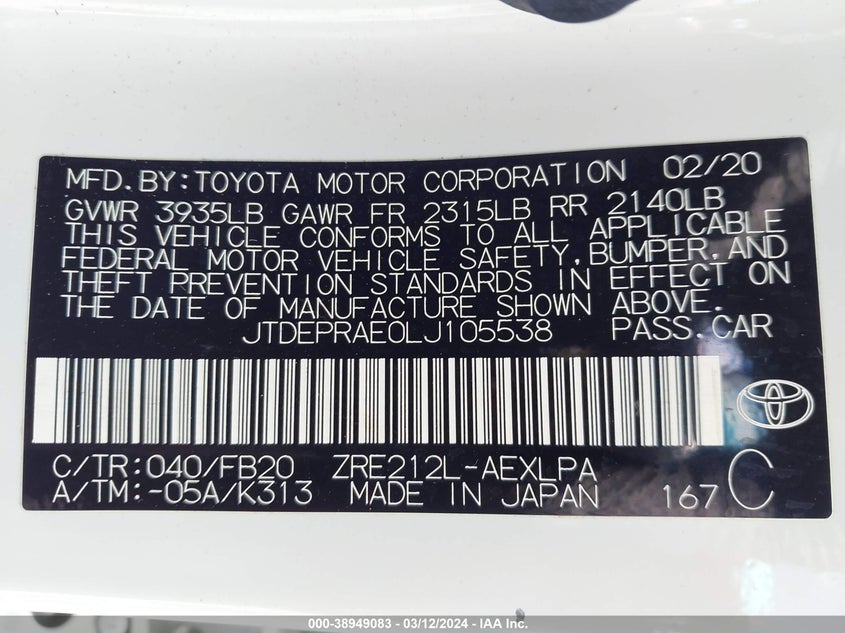 MFD.BY:TOYOTA MOTOR CORPORATION 02/20
GVWR 3935LB GAWR FR 2315LB RR 2140LB
THIS VEHICLE CONFORMS TO ALL APPLICABLE
FEDERAL MOTOR VEHICLE SAFETY,BUMPER,AND
THEFT PREVENTION STANDARDS IN EFFECT ON
THE DATE OF MANUFACTURE SHOWN ABOVE.
JTDEPRAE0LJ105538 PASS.CAR
C/TR:040/FB20 ZRE212L-AEXLPA
A/TM:-05A/K313 MADE IN JAPAN 167 C
000-38949083 - 03/12/2024 - IAA Inc.